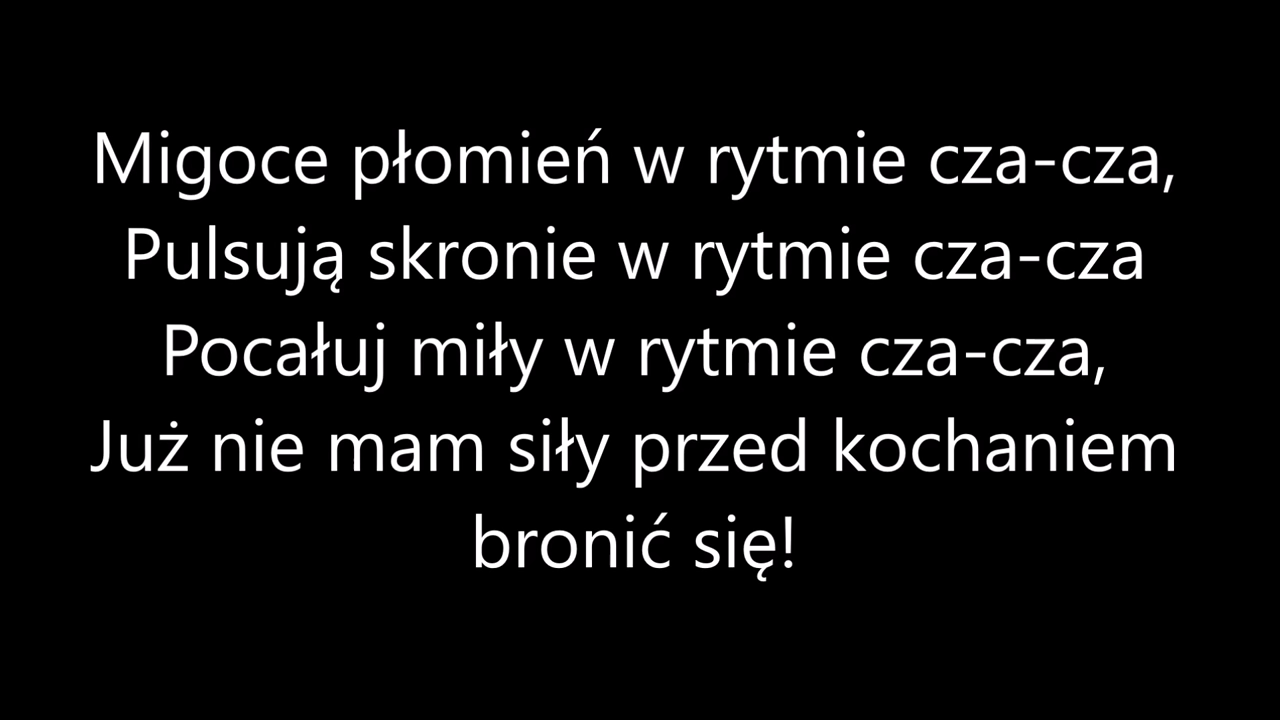 Migoce płomień w rytmie cza-cza,
Pulsują skronie w rytmie cza-cza
Pocałuj miły w rytmie cza-cza,
Już nie mam siły przed kochaniem
bronić się!